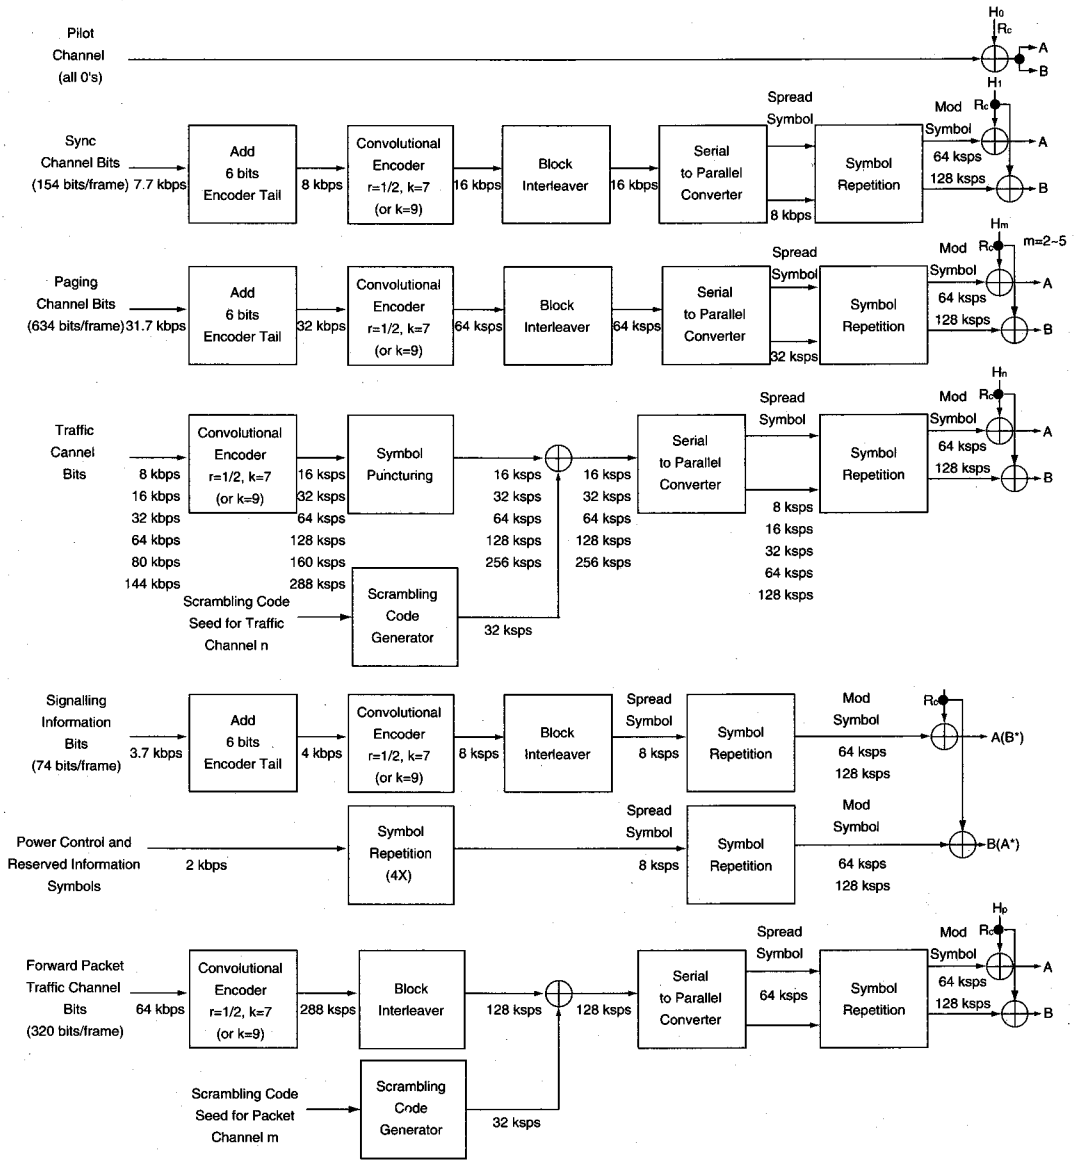 Pilot
Channel
(all 0's)
H0
Rc
A
B
Sync
Channel Bits
(154 bits/frame)
7.7 kbps
Add
6 bits
Encoder Tail
8 kbps
Convolutional
Encoder
r=1/2, k=7
(or k=9)
16 kbps
Block
Interleaver
16 kbps
Serial
to Parallel
Converter
Spread
Symbol
8 kbps
Symbol
Repetition
Mod
Symbol
64 ksps
128 ksps
H1
Rc
A
B
Paging
Channel Bits
(634 bits/frame)
31.7 kbps
Add
6 bits
Encoder Tail
32 kbps
Convolutional
Encoder
r=1/2, k=7
(or k=9)
64 ksps
Block
Interleaver
64 ksps
Serial
to Parallel
Converter
Spread
Symbol
32 ksps
Symbol
Repetition
Mod
Symbol
64 ksps
128 ksps
Hm
Rc
m=2~5
A
B
Traffic
Cannel
Bits
8 kbps
16 kbps
32 kbps
64 kbps
80 kbps
144 kbps
Convolutional
Encoder
r=1/2, k=7
(or k=9)
16 ksps
32 ksps
64 ksps
128 ksps
160 ksps
288 ksps
Symbol
Puncturing
16 ksps
32 ksps
64 ksps
128 ksps
256 ksps
16 ksps
32 ksps
64 ksps
128 ksps
256 ksps
Serial
to Parallel
Converter
Spread
Symbol
8 ksps
16 ksps
32 ksps
64 ksps
128 ksps
Symbol
Repetition
Mod
Symbol
64 ksps
128 ksps
Hn
Rc
A
B
Scrambling Code
Seed for Traffic
Channel n
Scrambling
Code
Generator
32 ksps
Signalling
Information
Bits
(74 bits/frame)
3.7 kbps
Add
6 bits
Encoder Tail
4 kbps
Convolutional
Encoder
r=1/2, k=7
(or k=9)
8 ksps
Block
Interleaver
Spread
Symbol
8 ksps
Symbol
Repetition
Mod
Symbol
64 ksps
128 ksps
Rc
A(B*)
Power Control and
Reserved Information
Symbols
2 kbps
Symbol
Repetition
(4X)
Spread
Symbol
8 ksps
Symbol
Repetition
Mod
Symbol
64 ksps
128 ksps
B(A*)
Forward Packet
Traffic Channel
Bits
(320 bits/frame)
64 kbps
Convolutional
Encoder
r=1/2, k=7
(or k=9)
288 ksps
Block
Interleaver
128 ksps
128 ksps
Serial
to Parallel
Converter
Spread
Symbol
64 ksps
Symbol
Repetition
Mod
Symbol
64 ksps
128 ksps
Hp
Rc
A
B
Scrambling Code
Seed for Packet
Channel m
Scrambling
Code
Generator
32 ksps